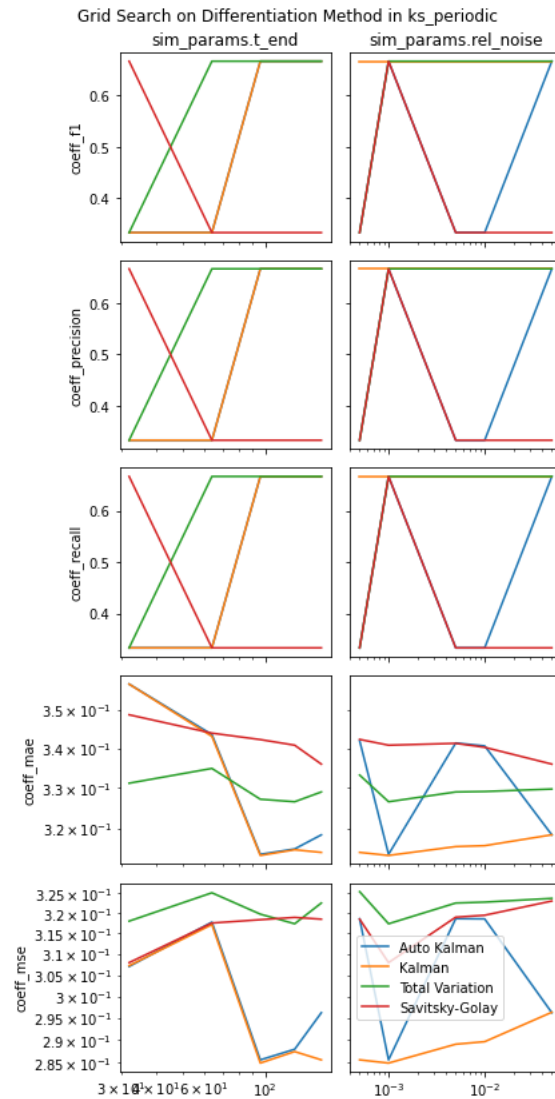 Grid Search on Differentiation Method in ks_periodic
sim_params.t_end
sim_params.rel_noise
coeff_f1
0.6
0.5
0.4
coeff_precision
0.6
0.5
0.4
coeff_recall
0.6
0.5
0.4
coeff_mae
3.5 × 10⁻¹
3.4 × 10⁻¹
3.3 × 10⁻¹
3.2 × 10⁻¹
coeff_mse
3.25 × 10⁻¹
3.2 × 10⁻¹
3.15 × 10⁻¹
3.1 × 10⁻¹
3.05 × 10⁻¹
3 × 10⁻¹
2.95 × 10⁻¹
2.9 × 10⁻¹
2.85 × 10⁻¹
Auto Kalman
Kalman
Total Variation
Savitsky-Golay
3 × 10¹
4 × 10¹
6 × 10¹
10²
10⁻³
10⁻²